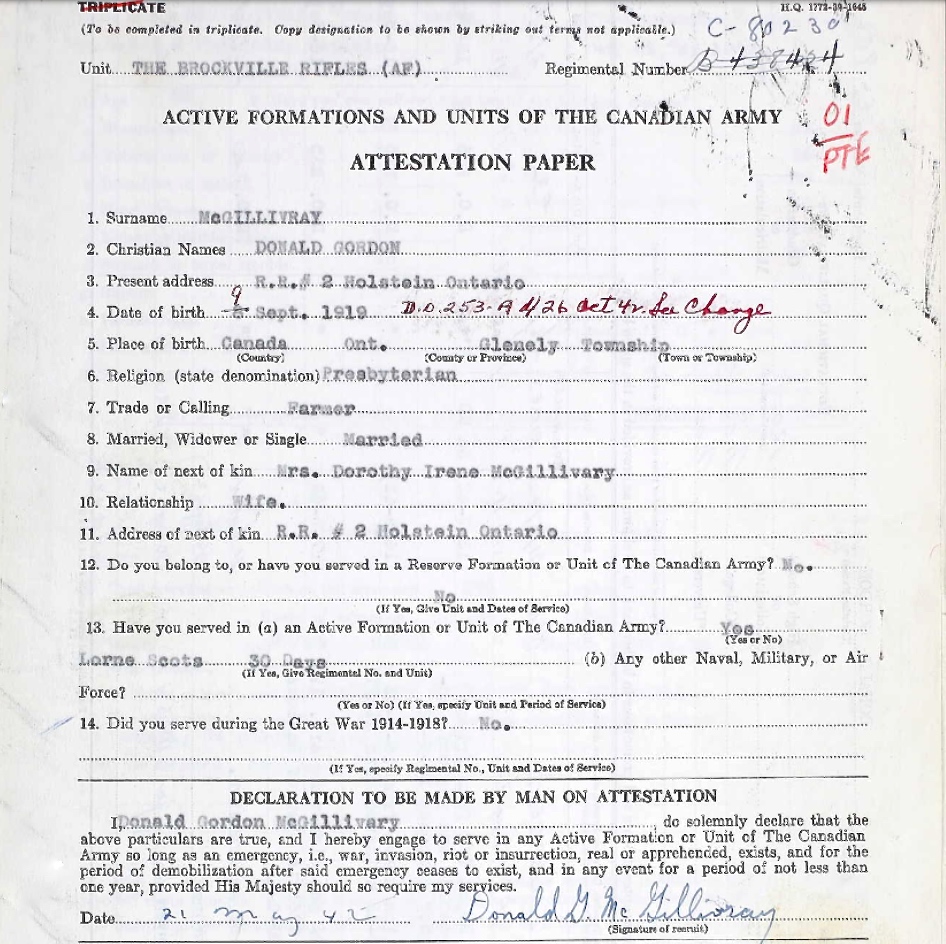 TRIPLICATE H.Q. 1772-39-1645
(To be completed in triplicate. Copy designation to be shown by striking out terms not applicable.) C-80230
Unit THE BROCKVILLE RIFLES (AF) Regimental Number B
ACTIVE FORMATIONS AND UNITS OF THE CANADIAN ARMY 01
ATTESTATION PAPER PTE
1. Surname McGILLIVRAY
2. Christian Names DONALD GORDON
3. Present address R.R.# 2 Holstein Ontario
9
4. Date of birth Sept. 1919 D.O.253-A d/26 Oct 42. See Change
5. Place of birth Canada Ont. Glenely Township
(Country) (County or Province) (Town or Township)
6. Religion (state denomination) Presbyterian
7. Trade or Calling Farmer
8. Married, Widower or Single Married
9. Name of next of kin Mrs. Dorothy Irene McGillivary
10. Relationship Wife.
11. Address of next of kin R.R. # 2 Holstein Ontario
12. Do you belong to, or have you served in a Reserve Formation or Unit of The Canadian Army? No.
No
(If Yes, Give Unit and Dates of Service)
13. Have you served in (a) an Active Formation or Unit of The Canadian Army? Yes
(Yes or No)
Lorne Scots 30 Days (b) Any other Naval, Military, or Air
(If Yes, Give Regimental No. and Unit)
Force?
(Yes or No) (If Yes, specify Unit and Period of Service)
14. Did you serve during the Great War 1914-1918? No.
(If Yes, specify Regimental No., Unit and Dates of Service)
DECLARATION TO BE MADE BY MAN ON ATTESTATION
I, Donald Gordon McGillivary, do solemnly declare that the
above particulars are true, and I hereby engage to serve in any Active Formation or Unit of The Canadian
Army so long as an emergency, i.e., war, invasion, riot or insurrection, real or apprehended, exists, and for the
period of demobilization after said emergency ceases to exist, and in any event for a period of not less than
one year, provided His Majesty should so require my services.
Date 21 May 42 Donald G. McGillivray
(Signature of recruit)